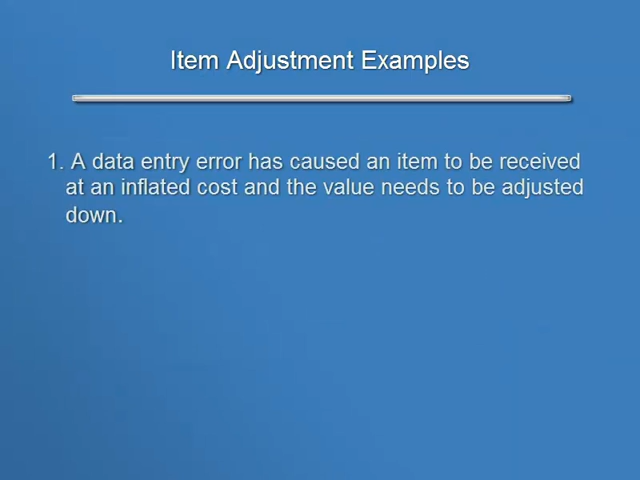 Item Adjustment Examples
1. A data entry error has caused an item to be received
at an inflated cost and the value needs to be adjusted
down.